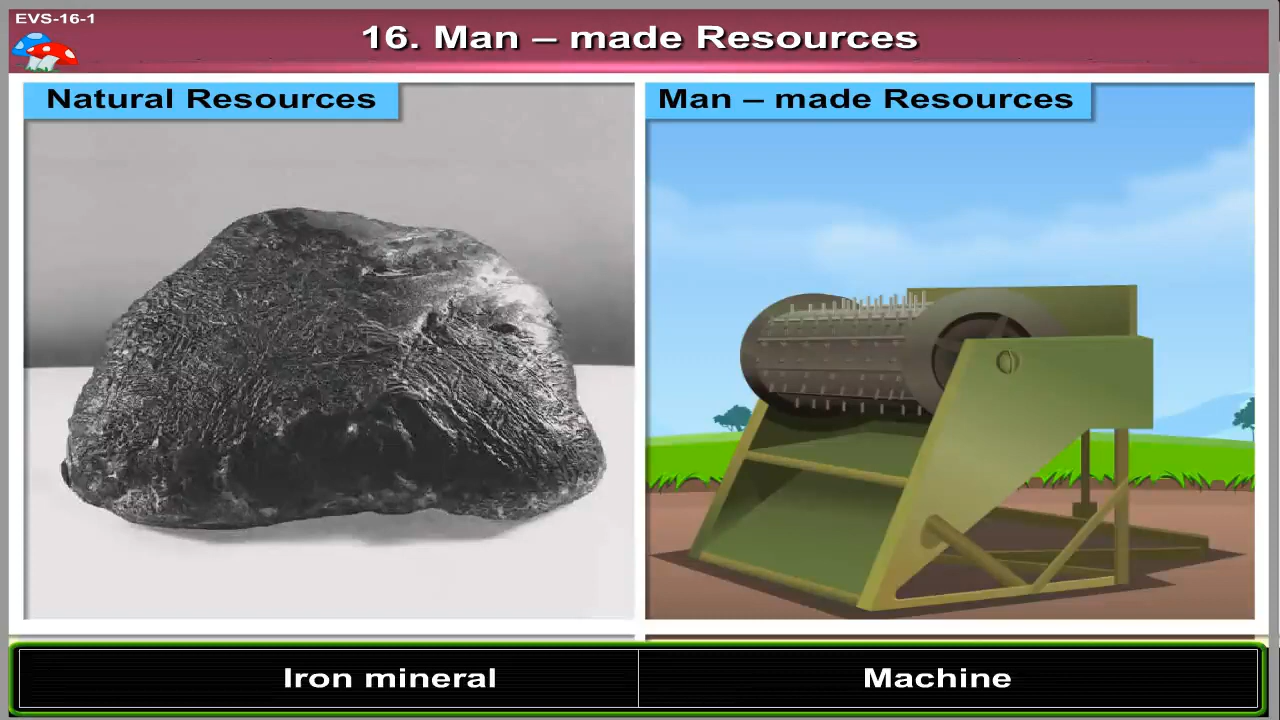 EVS-16-1
16. Man – made Resources
Natural Resources
Man – made Resources
Iron mineral
Machine